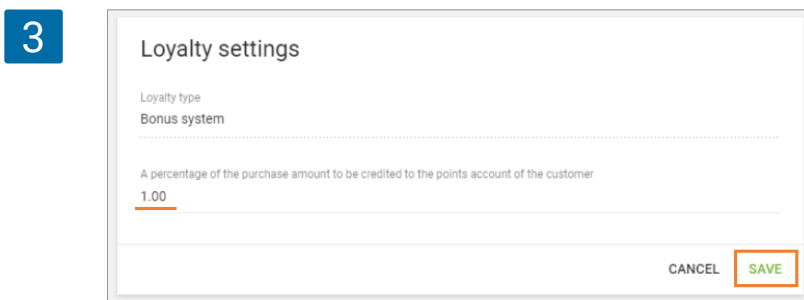 3
Loyalty settings
Loyalty type
Bonus system
A percentage of the purchase amount to be credited to the points account of the customer
1.00
CANCEL SAVE